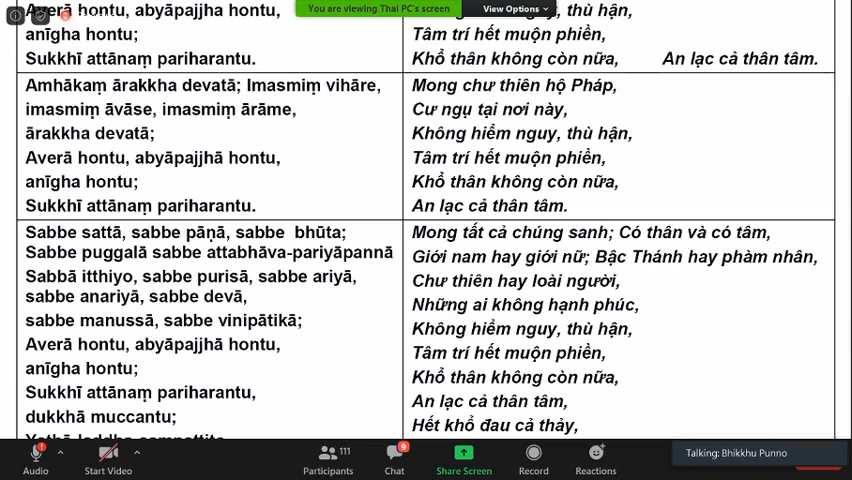 You are viewing Thai PC's screen
View Options
Averā hontu, abyāpajjha hontu,
anīgha hontu;
Sukkhī attānaṃ pariharantu.
thù hận,
Tâm trí hết muộn phiền,
Khổ thân không còn nữa, An lạc cả thân tâm.
Amhākaṃ ārakkha devatā; Imasmiṃ vihāre,
imasmiṃ āvāse, imasmiṃ ārāme,
ārakkha devatā;
Averā hontu, abyāpajjhā hontu,
anīgha hontu;
Sukkhī attānaṃ pariharantu.
Mong chư thiên hộ Pháp,
Cư ngụ tại nơi này,
Không hiểm nguy, thù hận,
Tâm trí hết muộn phiền,
Khổ thân không còn nữa,
An lạc cả thân tâm.
Sabbe sattā, sabbe pāṇā, sabbe bhūta;
Sabbe puggalā sabbe attabhāva-pariyāpannā
Sabbā itthiyo, sabbe purisā, sabbe ariyā,
sabbe anariyā, sabbe devā,
sabbe manussā, sabbe vinipātikā;
Averā hontu, abyāpajjhā hontu,
anīgha hontu;
Sukkhī attānaṃ pariharantu,
dukkhā muccantu;
Mong tất cả chúng sanh; Có thân và có tâm,
Giới nam hay giới nữ; Bậc Thánh hay phàm nhân,
Chư thiên hay loài người,
Những ai không hạnh phúc,
Không hiểm nguy, thù hận,
Tâm trí hết muộn phiền,
Khổ thân không còn nữa,
An lạc cả thân tâm,
Hết khổ đau cả thảy,
Audio
Start Video
Participants
111
Chat
9
Share Screen
Record
Reactions
Talking: Bhikkhu Punno